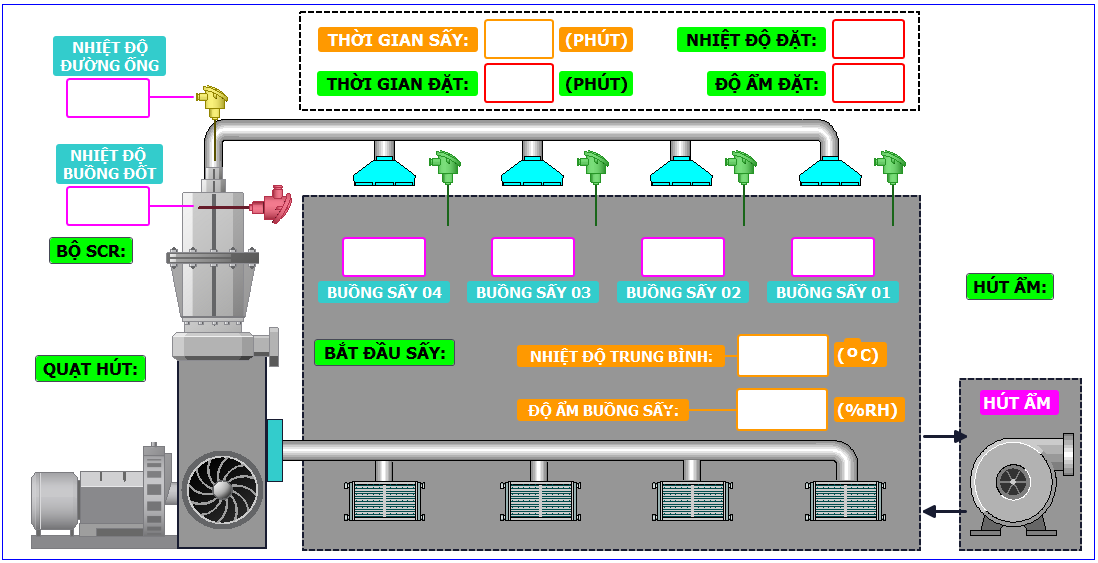 THỜI GIAN SẤY: (PHÚT) NHIỆT ĐỘ ĐẶT:
THỜI GIAN ĐẶT: (PHÚT) ĐỘ ẨM ĐẶT:
NHIỆT ĐỘ
ĐƯỜNG ỐNG
NHIỆT ĐỘ
BUỒNG ĐỐT
BỘ SCR:
BUỒNG SẤY 04 BUỒNG SẤY 03 BUỒNG SẤY 02 BUỒNG SẤY 01
HÚT ẨM:
BẮT ĐẦU SẤY:
NHIỆT ĐỘ TRUNG BÌNH: (ºC)
QUẠT HÚT:
ĐỘ ẨM BUỒNG SẤY: (%RH)
HÚT ẨM